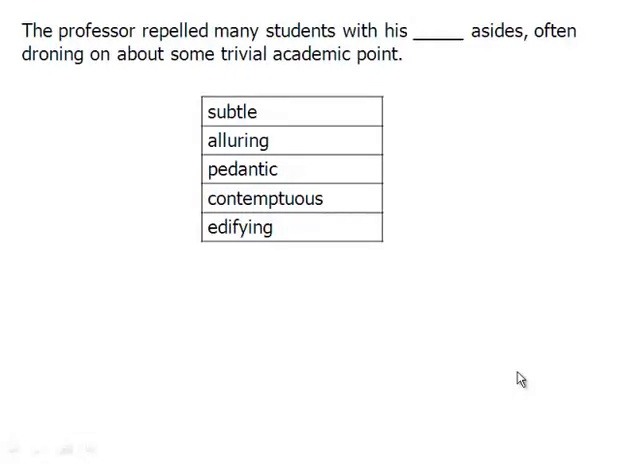 The professor repelled many students with his _____ asides, often
droning on about some trivial academic point.
subtle
alluring
pedantic
contemptuous
edifying